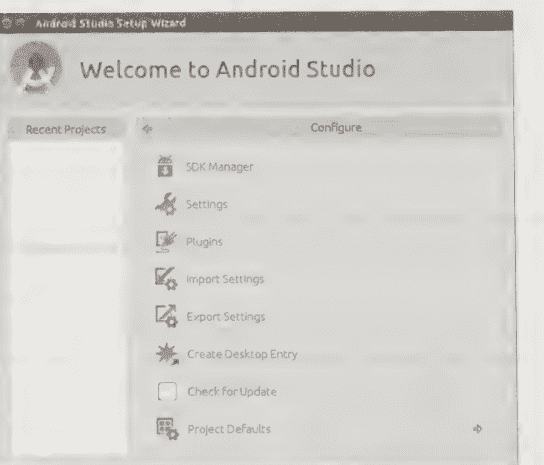 Android Studio Setup Wizard
Welcome to Android Studio
Recent Projects
Configure
SDK Manager
Settings
Plugins
Import Settings
Export Settings
Create Desktop Entry
Check for Update
Project Defaults